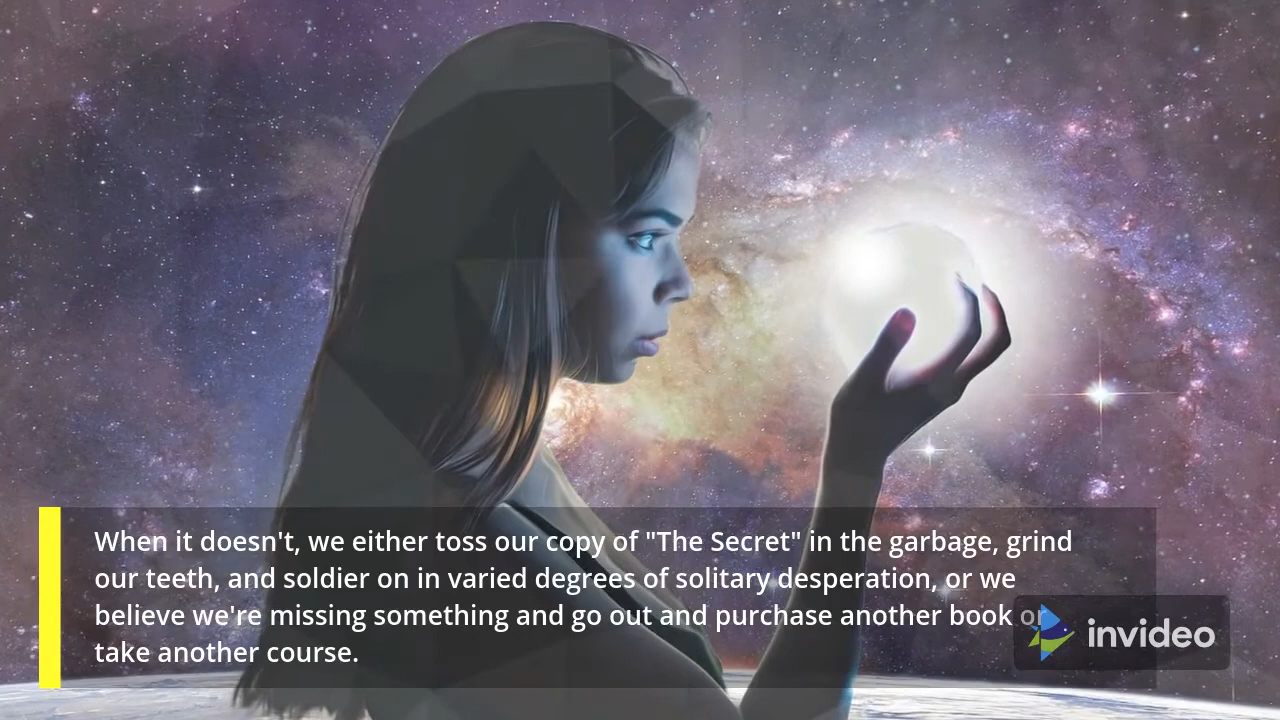 When it doesn't, we either toss our copy of "The Secret" in the garbage, grind
our teeth, and soldier on in varied degrees of solitary desperation, or we
believe we're missing something and go out and purchase another book or
take another course.
invideo